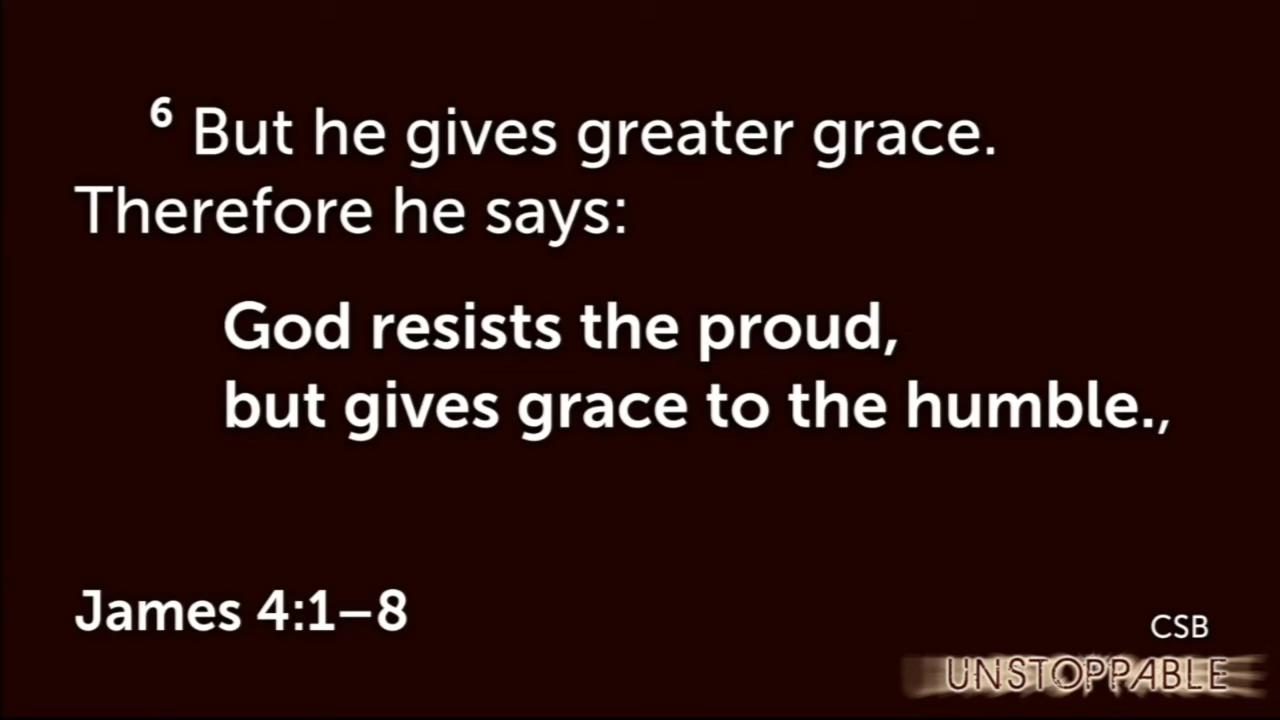 6 But he gives greater grace.
Therefore he says:
God resists the proud,
but gives grace to the humble.,
James 4:1–8
CSB
UNSTOPPABLE